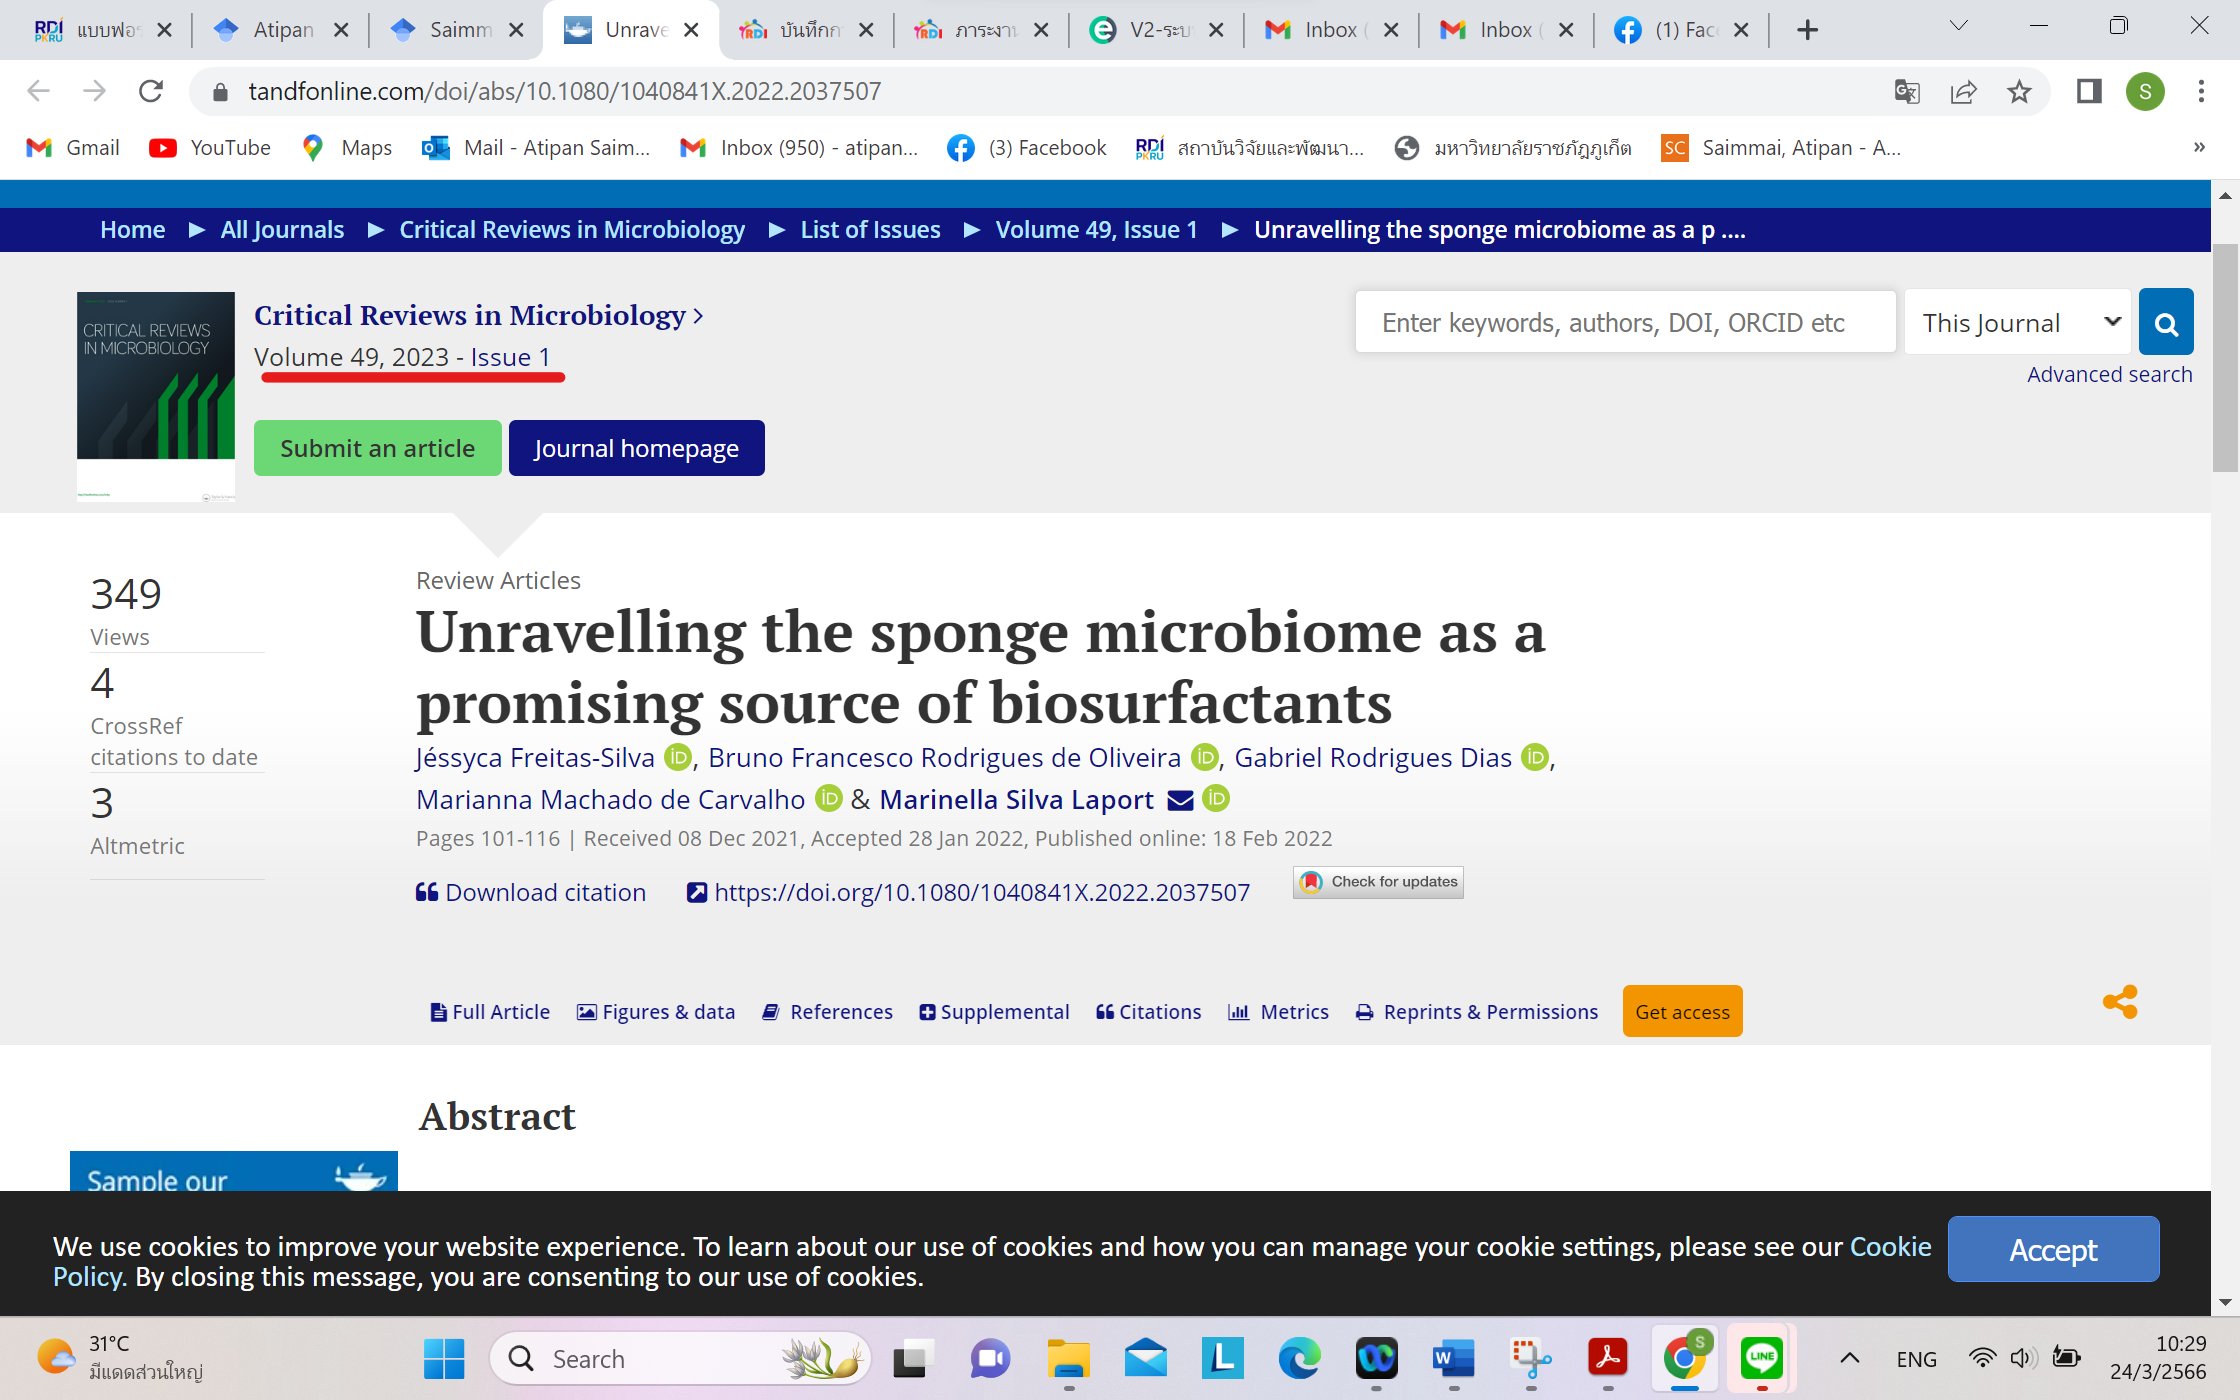 แบบฟอ
Atipan
Saimm
Unrave
บันทึกก
ภาระงาน
V2-ระบ
Inbox (
Inbox (
(1) Fac
tandfonline.com/doi/abs/10.1080/1040841X.2022.2037507
S
Gmail
YouTube
Maps
Mail - Atipan Saim...
Inbox (950) - atipan...
(3) Facebook
RDI PKRU
สถาบันวิจัยและพัฒนา...
มหาวิทยาลัยราชภัฏภูเก็ต
SC
Saimmai, Atipan - A...
»
Home ► All Journals ► Critical Reviews in Microbiology ► List of Issues ► Volume 49, Issue 1 ► Unravelling the sponge microbiome as a p ....
CRITICAL REVIEWS
IN MICROBIOLOGY
Critical Reviews in Microbiology ›
Volume 49, 2023 - Issue 1
Enter keywords, authors, DOI, ORCID etc
This Journal
Advanced search
Submit an article
Journal homepage
349
Views
4
CrossRef
citations to date
3
Altmetric
Review Articles
Unravelling the sponge microbiome as a
promising source of biosurfactants
Jéssyca Freitas-Silva iD, Bruno Francesco Rodrigues de Oliveira iD, Gabriel Rodrigues Dias iD,
Marianna Machado de Carvalho iD & Marinella Silva Laport iD
Pages 101-116 | Received 08 Dec 2021, Accepted 28 Jan 2022, Published online: 18 Feb 2022
Download citation
https://doi.org/10.1080/1040841X.2022.2037507
Check for updates
Full Article
Figures & data
References
Supplemental
Citations
Metrics
Reprints & Permissions
Get access
Abstract
Sample our
We use cookies to improve your website experience. To learn about our use of cookies and how you can manage your cookie settings, please see our Cookie
Policy. By closing this message, you are consenting to our use of cookies.
Accept
31°C
มีแดดส่วนใหญ่
Search
L
W
S
LINE
ENG
10:29
24/3/2566